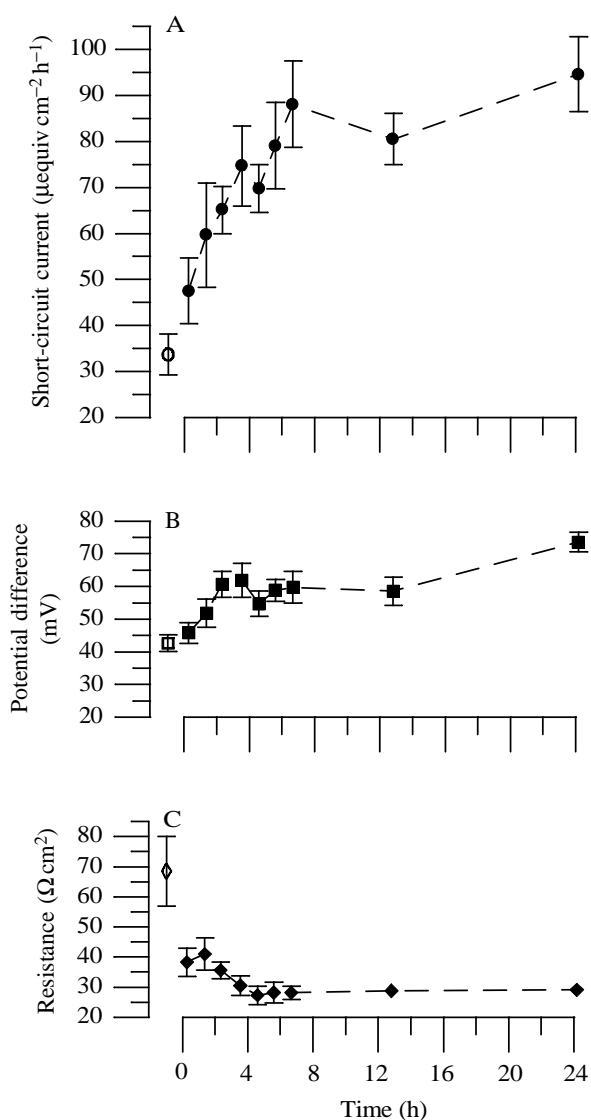 A
Short-circuit current (µequiv cm−2 h−1)
100
90
80
70
60
50
40
30
20
B
Potential difference
(mV)
80
70
60
50
40
30
20
C
Resistance (Ω cm2)
80
70
60
50
40
30
20
0 4 8 12 16 20 24
Time (h)